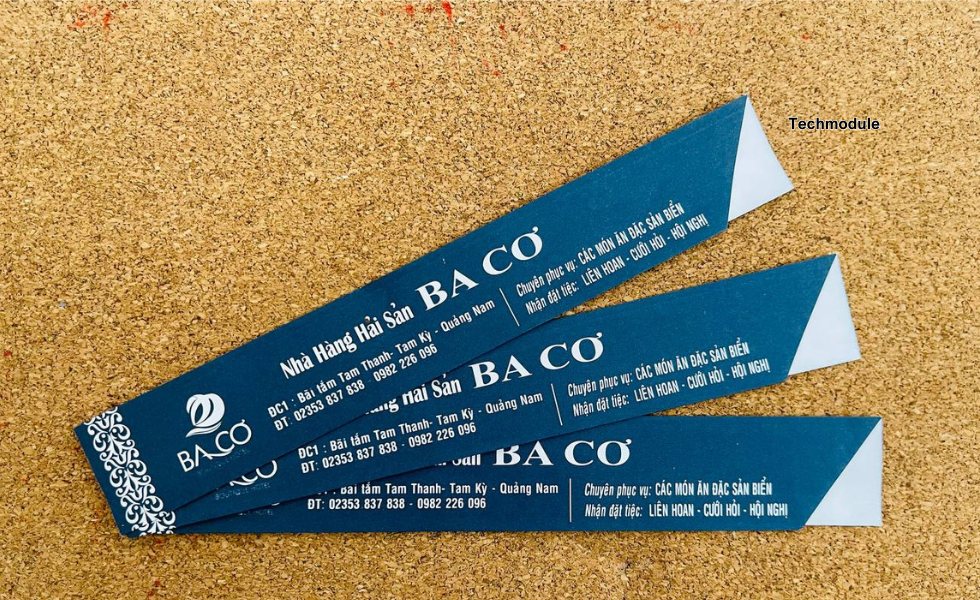 Techmodule
Nhà Hàng Hải Sản BA CƠ
ĐC1 : Bãi tắm Tam Thanh- Tam Kỳ - Quảng Nam
ĐT: 02353 837 838 - 0982 226 096
Chuyên phục vụ: CÁC MÓN ĂN ĐẶC SẢN BIỂN
Nhận đặt tiệc: LIÊN HOAN - CƯỚI HỎI - HỘI NGHỊ
BA CƠ
Hải Sản BA CƠ
ĐC1 : Bãi tắm Tam Thanh- Tam Kỳ - Quảng Nam
ĐT: 02353 837 838 - 0982 226 096
Chuyên phục vụ: CÁC MÓN ĂN ĐẶC SẢN BIỂN
Nhận đặt tiệc: LIÊN HOAN - CƯỚI HỎI - HỘI NGHỊ
BA CƠ
: Bãi tắm Tam Thanh- Tam Kỳ - Quảng Nam
ĐT: 02353 837 838 - 0982 226 096
Chuyên phục vụ: CÁC MÓN ĂN ĐẶC SẢN BIỂN
Nhận đặt tiệc: LIÊN HOAN - CƯỚI HỎI - HỘI NGHỊ